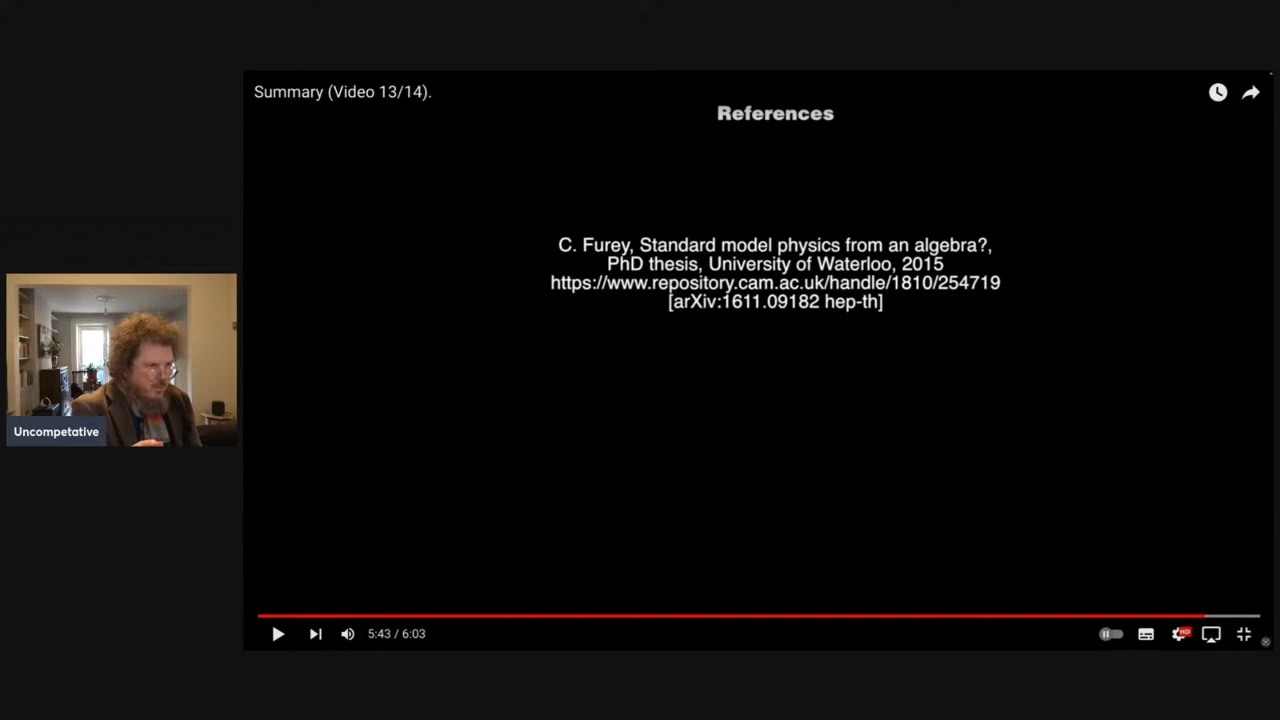 Summary (Video 13/14).
References
C. Furey, Standard model physics from an algebra?,
PhD thesis, University of Waterloo, 2015
https://www.repository.cam.ac.uk/handle/1810/254719
[arXiv:1611.09182 hep-th]
Uncompetative
5:43 / 6:03
HD